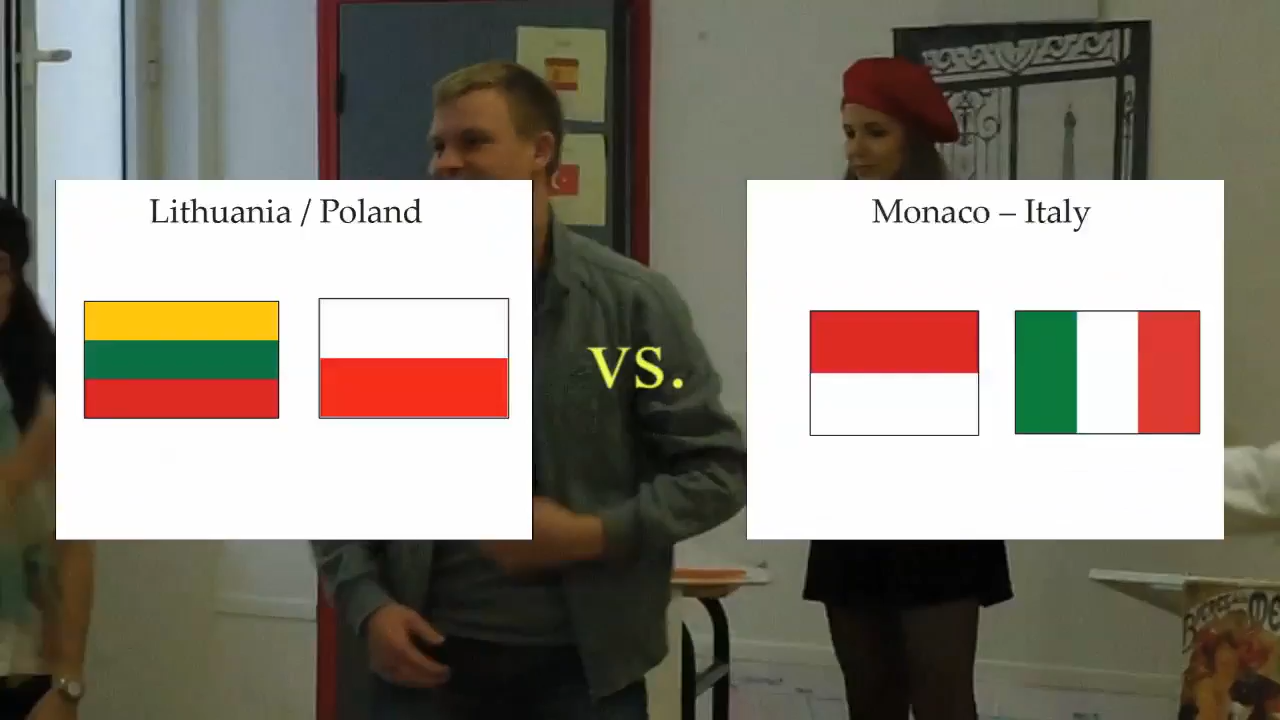 Lithuania / Poland
Monaco – Italy
vs.